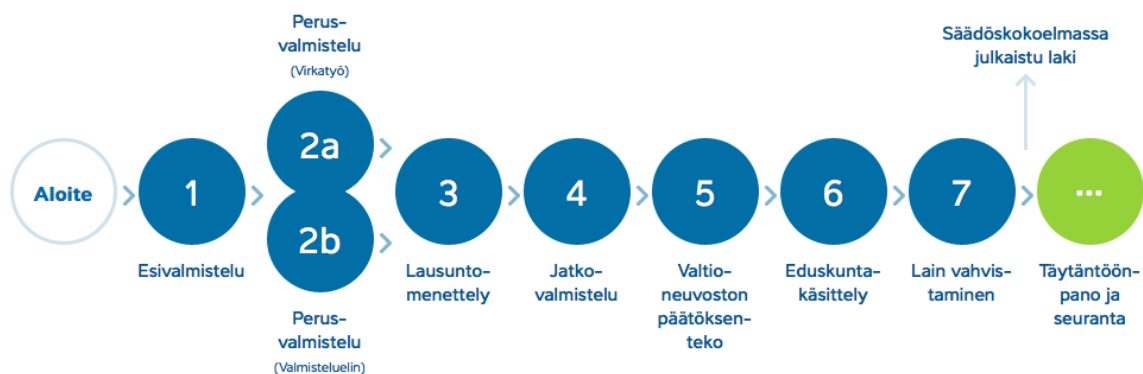 Aloite
1
Esivalmistelu
Perus-
valmistelu
(Virkatyö)
2a
2b
Perus-
valmistelu
(Valmisteluelin)
3
Lausunto-
menettely
4
Jatko-
valmistelu
5
Valtio-
neuvoston
päätöksen-
teko
6
Eduskunta-
käsittely
7
Lain vahvis-
taminen
Säädöskokoelmassa
julkaistu laki
...
Täytäntöön-
pano ja
seuranta